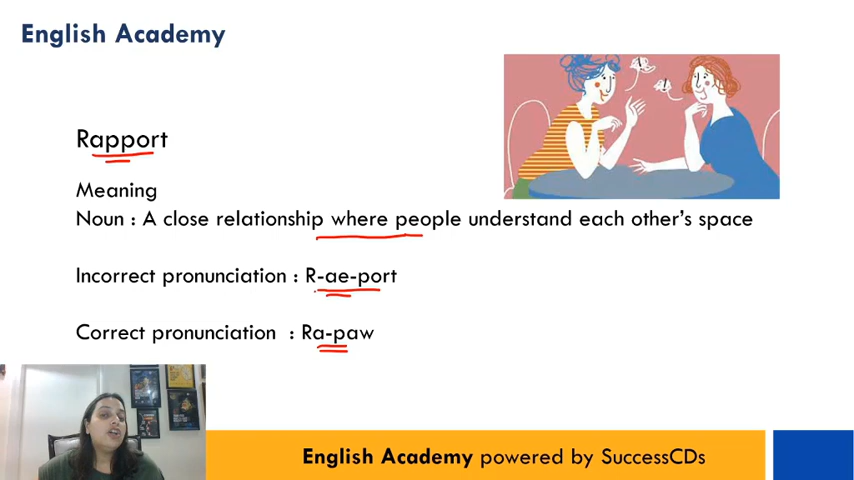 English Academy
Rapport
Meaning
Noun : A close relationship where people understand each other's space
Incorrect pronunciation : R-ae-port
Correct pronunciation : Ra-paw
English Academy powered by SuccessCDs